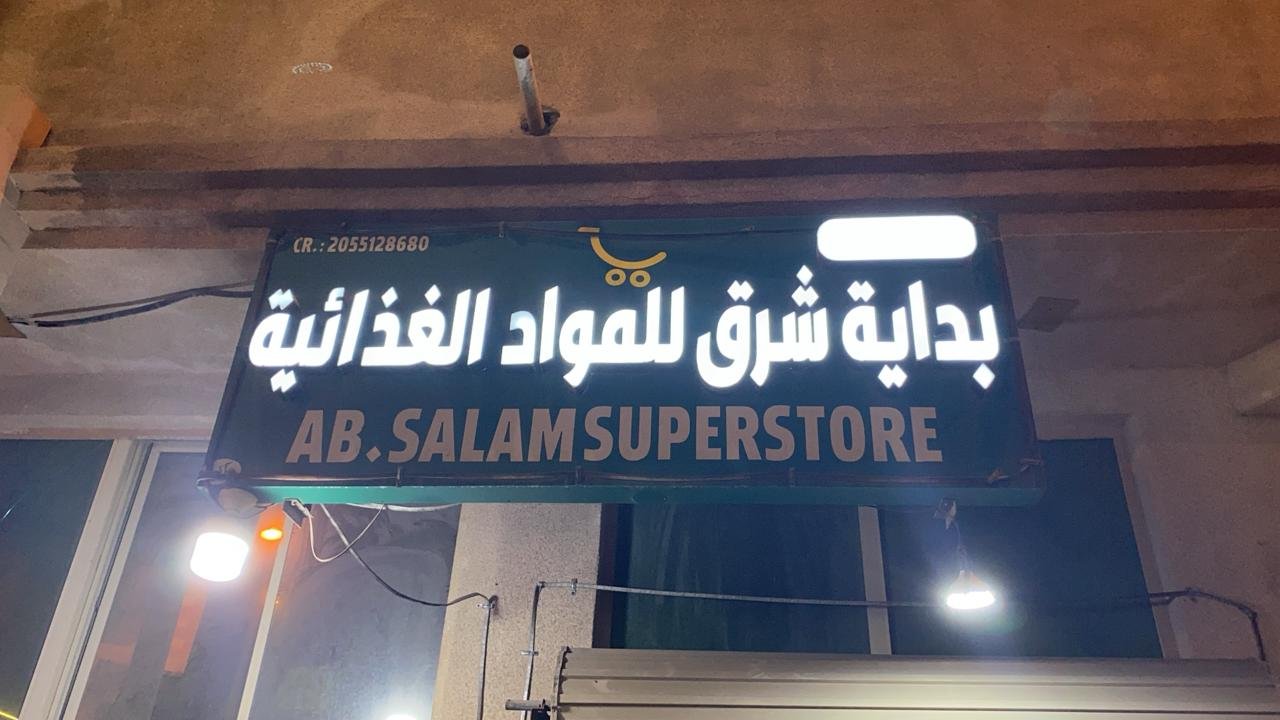 CR.: 2055128680
بداية شرق للمواد الغذائية
AB. SALAM SUPERSTORE